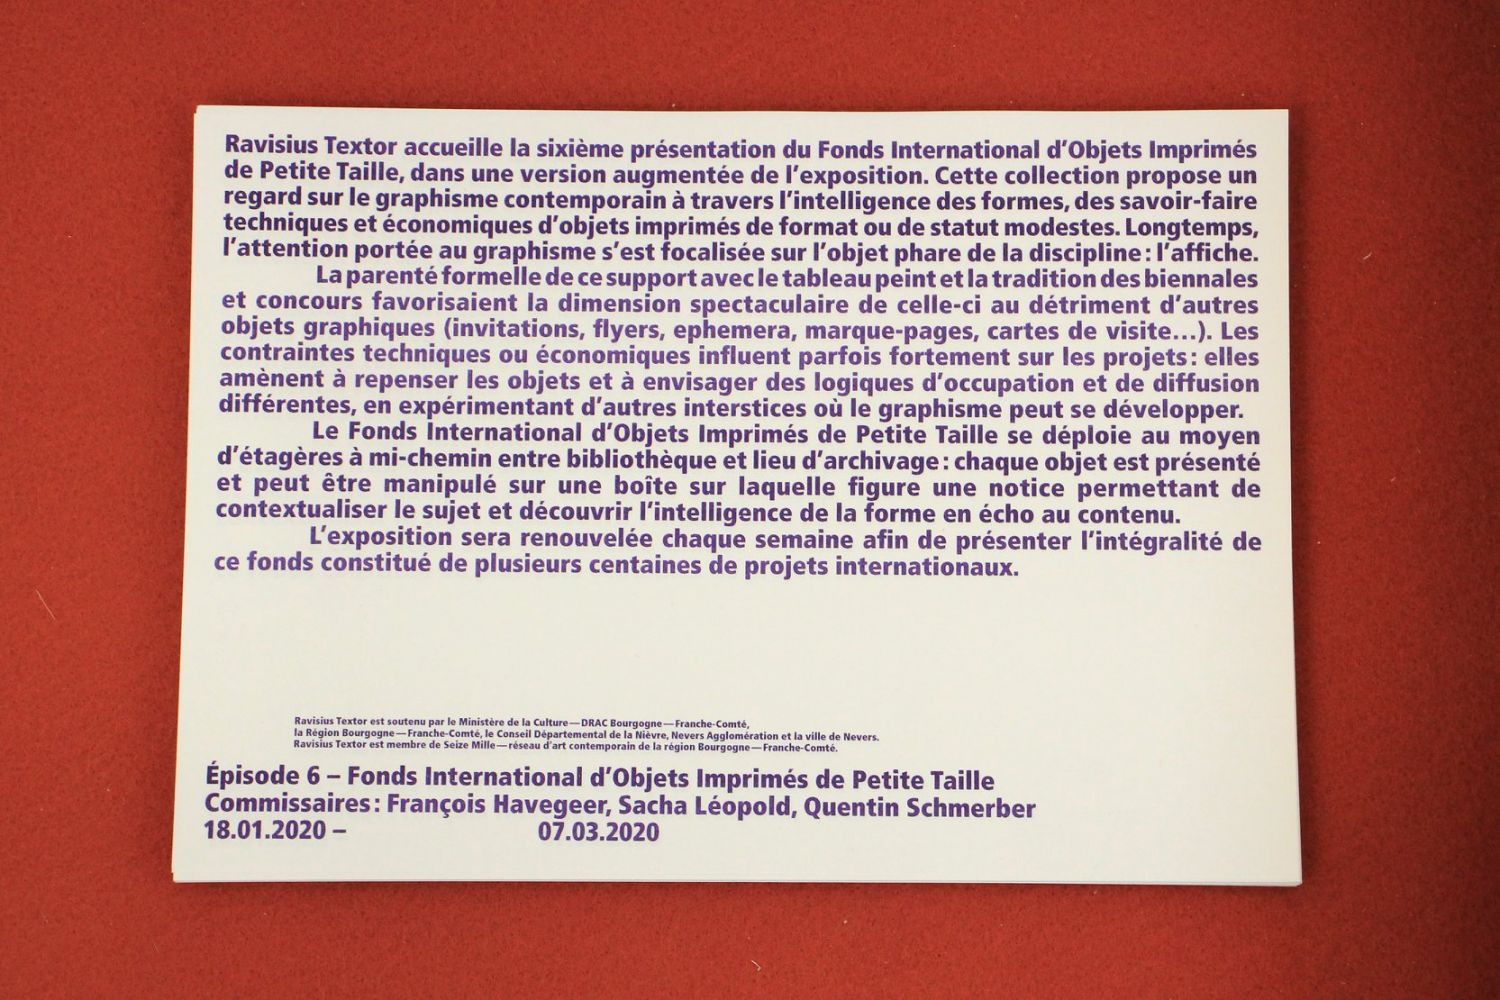 Ravisius Textor accueille la sixième présentation du Fonds International d’Objets Imprimés
de Petite Taille, dans une version augmentée de l’exposition. Cette collection propose un
regard sur le graphisme contemporain à travers l’intelligence des formes, des savoir-faire
techniques et économiques d’objets imprimés de format ou de statut modestes. Longtemps,
l’attention portée au graphisme s’est focalisée sur l’objet phare de la discipline : l’affiche.
La parenté formelle de ce support avec le tableau peint et la tradition des biennales
et concours favorisaient la dimension spectaculaire de celle-ci au détriment d’autres
objets graphiques (invitations, flyers, ephemera, marque-pages, cartes de visite…). Les
contraintes techniques ou économiques influent parfois fortement sur les projets : elles
amènent à repenser les objets et à envisager des logiques d’occupation et de diffusion
différentes, en expérimentant d’autres interstices où le graphisme peut se développer.
Le Fonds International d’Objets Imprimés de Petite Taille se déploie au moyen
d’étagères à mi-chemin entre bibliothèque et lieu d’archivage : chaque objet est présenté
et peut être manipulé sur une boîte sur laquelle figure une notice permettant de
contextualiser le sujet et découvrir l’intelligence de la forme en écho au contenu.
L’exposition sera renouvelée chaque semaine afin de présenter l’intégralité de
ce fonds constitué de plusieurs centaines de projets internationaux.
Ravisius Textor est soutenu par le Ministère de la Culture — DRAC Bourgogne — Franche-Comté,
la Région Bourgogne — Franche-Comté, le Conseil Départemental de la Nièvre, Nevers Agglomération et la ville de Nevers.
Ravisius Textor est membre de Seize Mille — réseau d’art contemporain de la région Bourgogne — Franche-Comté.
Épisode 6 – Fonds International d’Objets Imprimés de Petite Taille
Commissaires : François Havegeer, Sacha Léopold, Quentin Schmerber
18.01.2020 – 07.03.2020